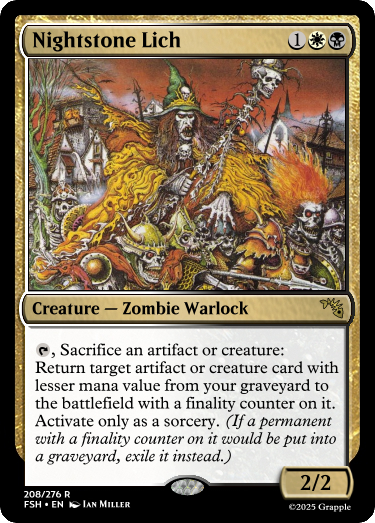 Nightstone Lich 1
Creature — Zombie Warlock
, Sacrifice an artifact or creature:
Return target artifact or creature card with
lesser mana value from your graveyard to
the battlefield with a finality counter on it.
Activate only as a sorcery. (If a permanent
with a finality counter on it would be put into
a graveyard, exile it instead.)
2/2
208/276 R
FSH • EN Ian Miller
©2025 Grapple